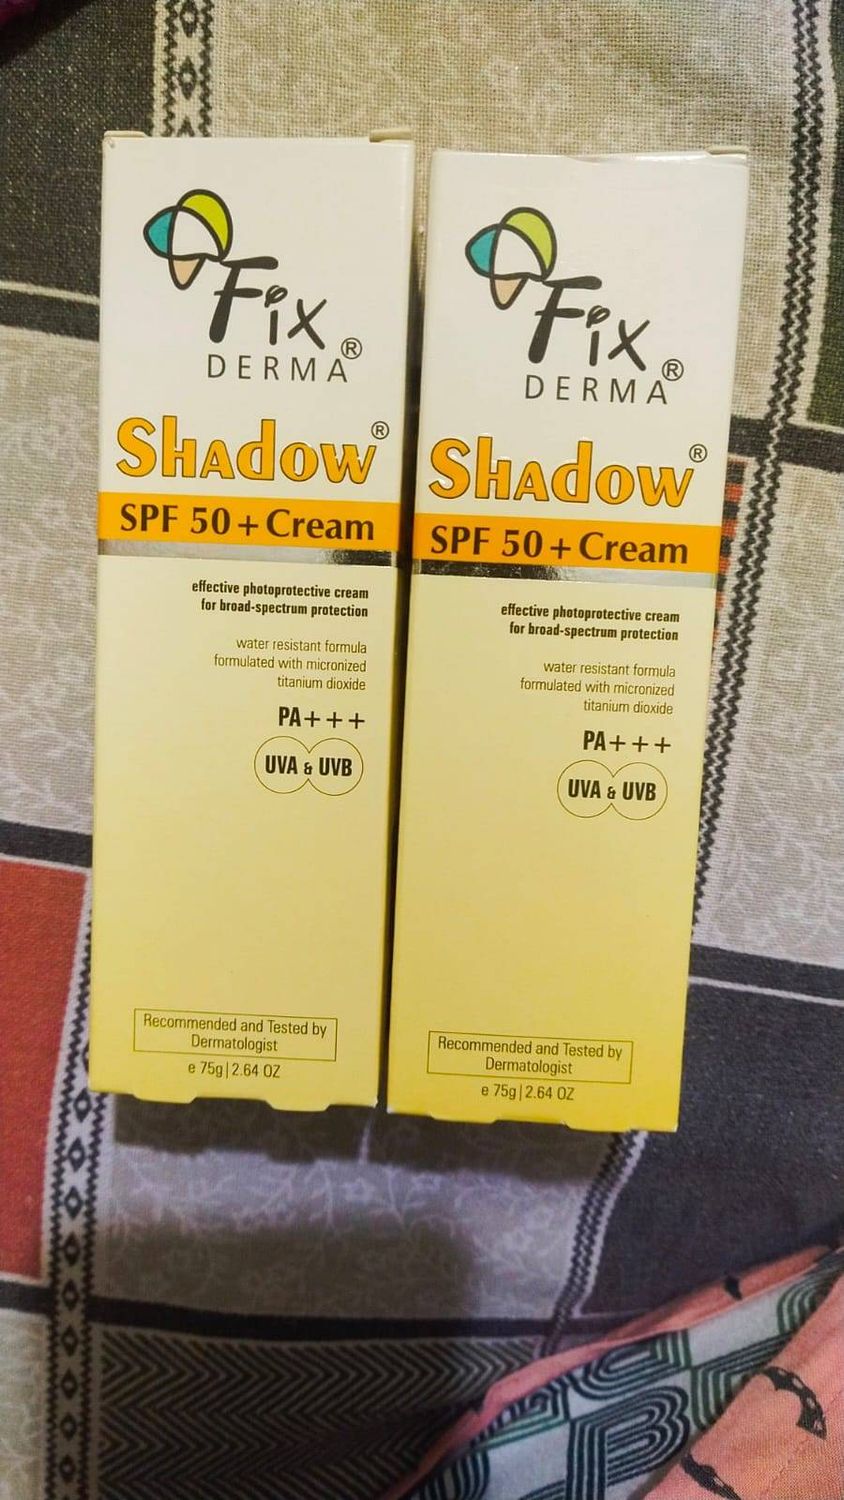 Fix
DERMA®
Shadow®
SPF 50+Cream
effective photoprotective cream
for broad-spectrum protection
water resistant formula
formulated with micronized
titanium dioxide
PA+++
UVA & UVB
Recommended and Tested by
Dermatologist
e 75g|2.64 OZ
Fix
DERMA®
Shadow®
SPF 50+Cream
effective photoprotective cream
for broad-spectrum protection
water resistant formula
formulated with micronized
titanium dioxide
PA+++
UVA & UVB
Recommended and Tested by
Dermatologist
e 75g|2.64 OZ